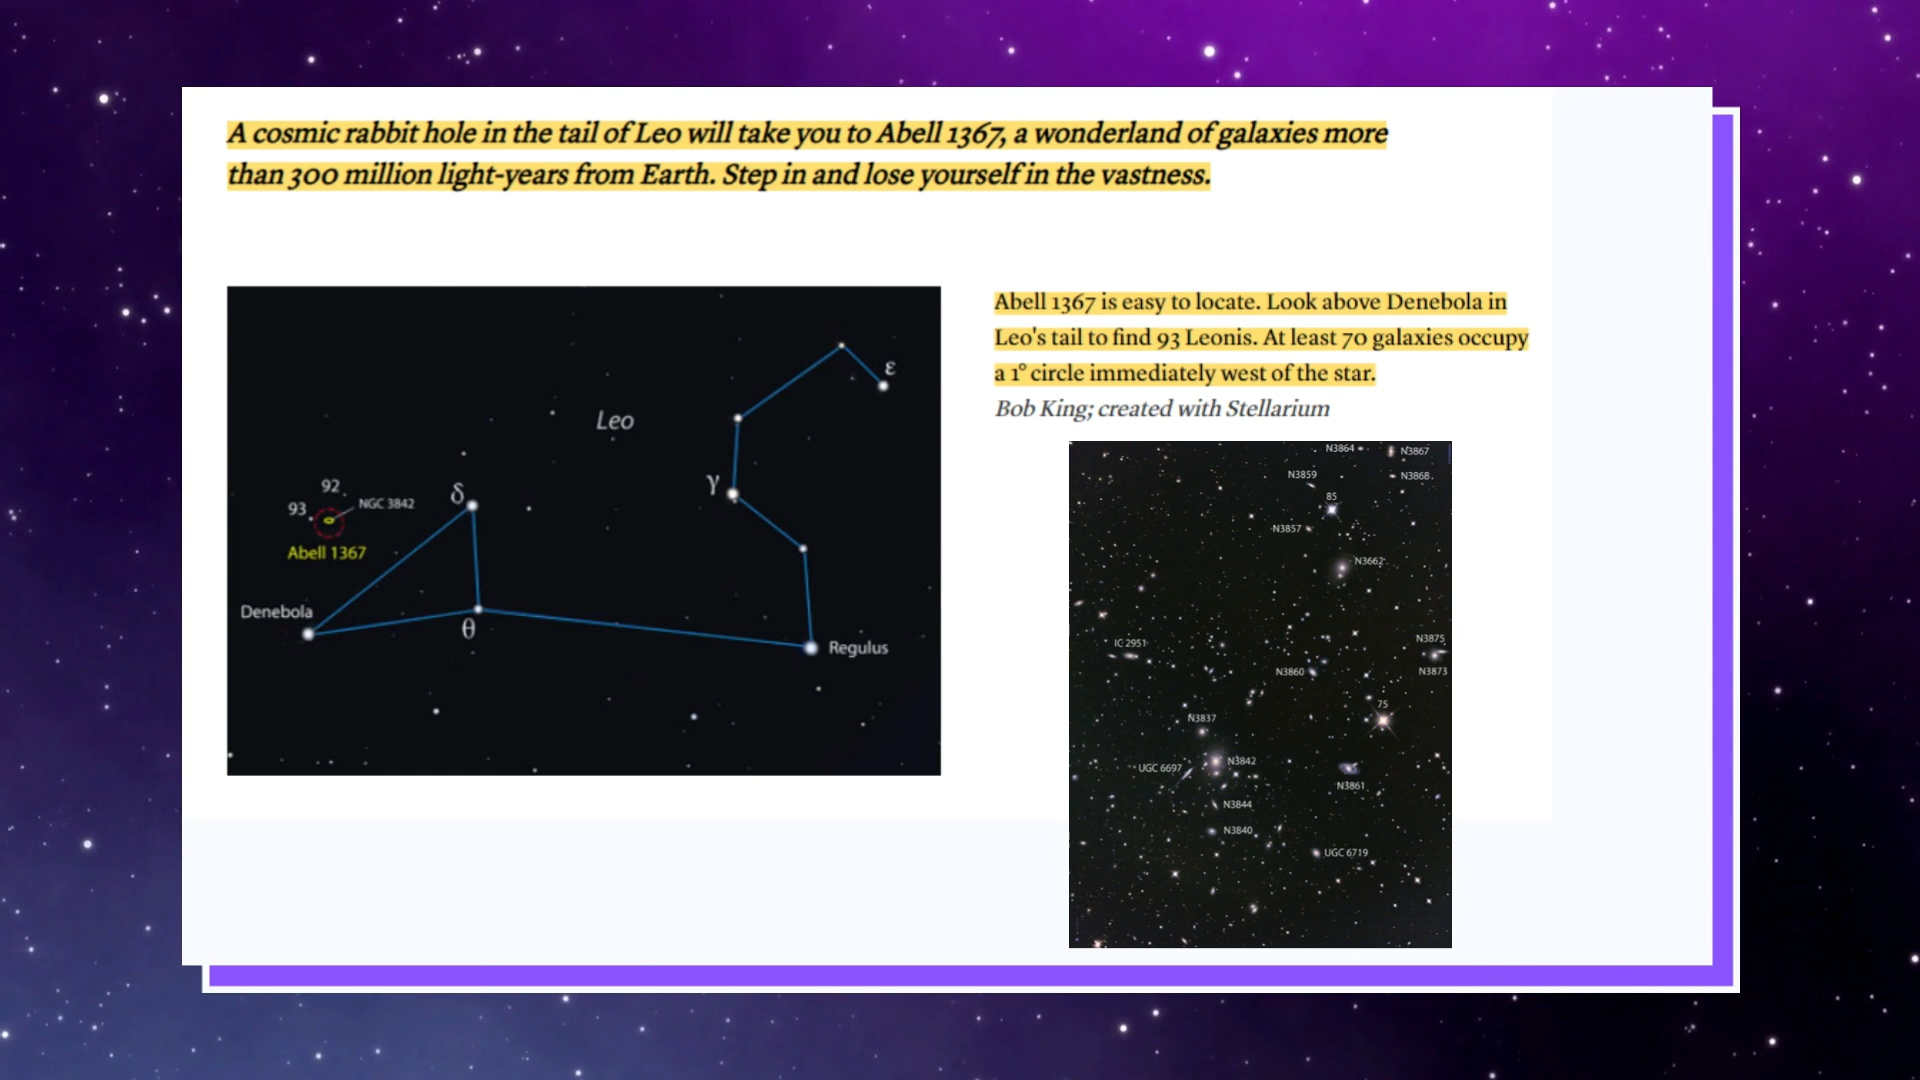 A cosmic rabbit hole in the tail of Leo will take you to Abell 1367, a wonderland of galaxies more
than 300 million light-years from Earth. Step in and lose yourself in the vastness.
Leo
ε
γ
δ
92
93
NGC 3842
Abell 1367
Denebola
θ
Regulus
Abell 1367 is easy to locate. Look above Denebola in
Leo's tail to find 93 Leonis. At least 70 galaxies occupy
a 1° circle immediately west of the star.
Bob King; created with Stellarium
N3864
N3867
N3859
N3868
85
N3857
N3662
IC 2951
N3875
N3860
N3873
75
N3837
N3842
UGC 6697
N3861
N3844
N3840
UGC 6719